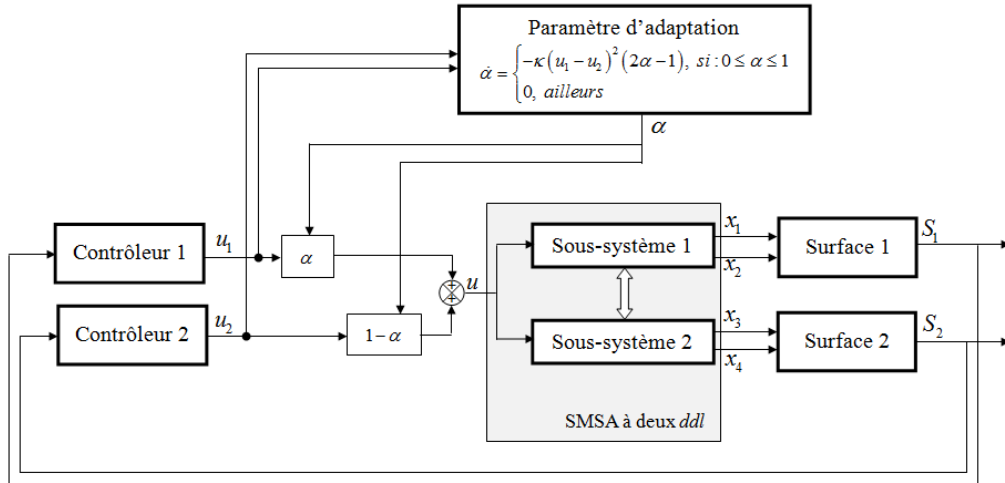 Paramètre d'adaptation
α̇ = { −κ(u₁ − u₂)²(2α − 1), si : 0 ≤ α ≤ 1
0, ailleurs
α
Contrôleur 1
u₁
α
+
+
u
Sous-système 1
x₁
x₂
Surface 1
S₁
Contrôleur 2
u₂
1 − α
Sous-système 2
x₃
x₄
Surface 2
S₂
SMSA à deux ddl